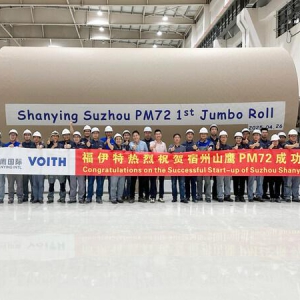 Shanying Suzhou PM72 1st Jumbo Roll
VOITH
福伊特热烈祝贺宿州山鹰PM72成功
Congratulations on the Successful Start-up of Suzhou Shany